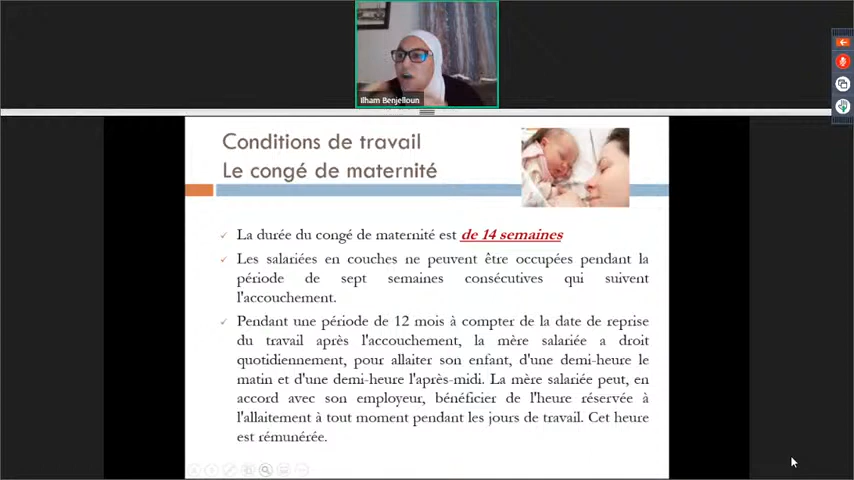 Ilham Benjelloun
Conditions de travail
Le congé de maternité
La durée du congé de maternité est de 14 semaines
Les salariées en couches ne peuvent être occupées pendant la
période de sept semaines consécutives qui suivent
l'accouchement.
Pendant une période de 12 mois à compter de la date de reprise
du travail après l'accouchement, la mère salariée a droit
quotidiennement, pour allaiter son enfant, d'une demi-heure le
matin et d'une demi-heure l'après-midi. La mère salariée peut, en
accord avec son employeur, bénéficier de l'heure réservée à
l'allaitement à tout moment pendant les jours de travail. Cet heure
est rémunérée.